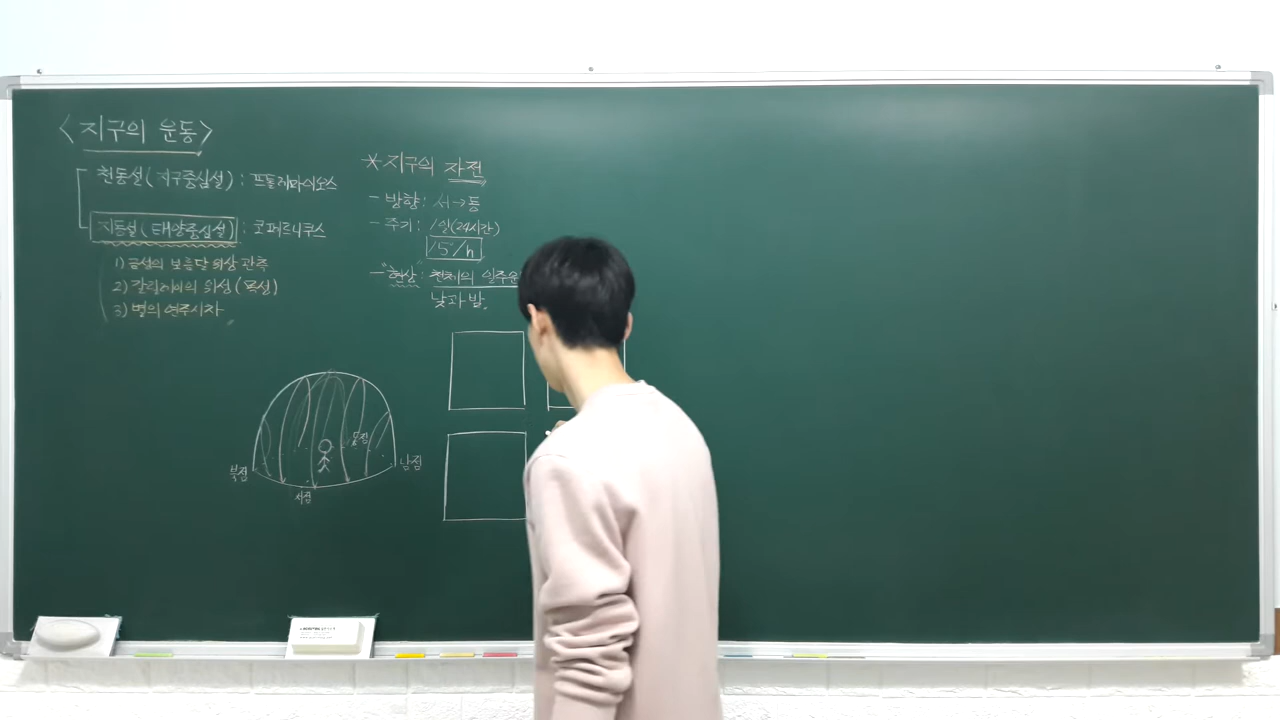 <지구의 운동>
천동설(지구중심설) : 프톨레마이오스
지동설(태양중심설) : 코페르니쿠스
1) 금성의 보름달 위상 관측
2) 갈릴레이의 위성(목성)
3) 별의 연주시차
*지구의 자전
- 방향: 서→동
- 주기: 1일(24시간)
15°/h
- "현상": 천체의 일주운
낮과 밤.
동점
북점
남점
서점